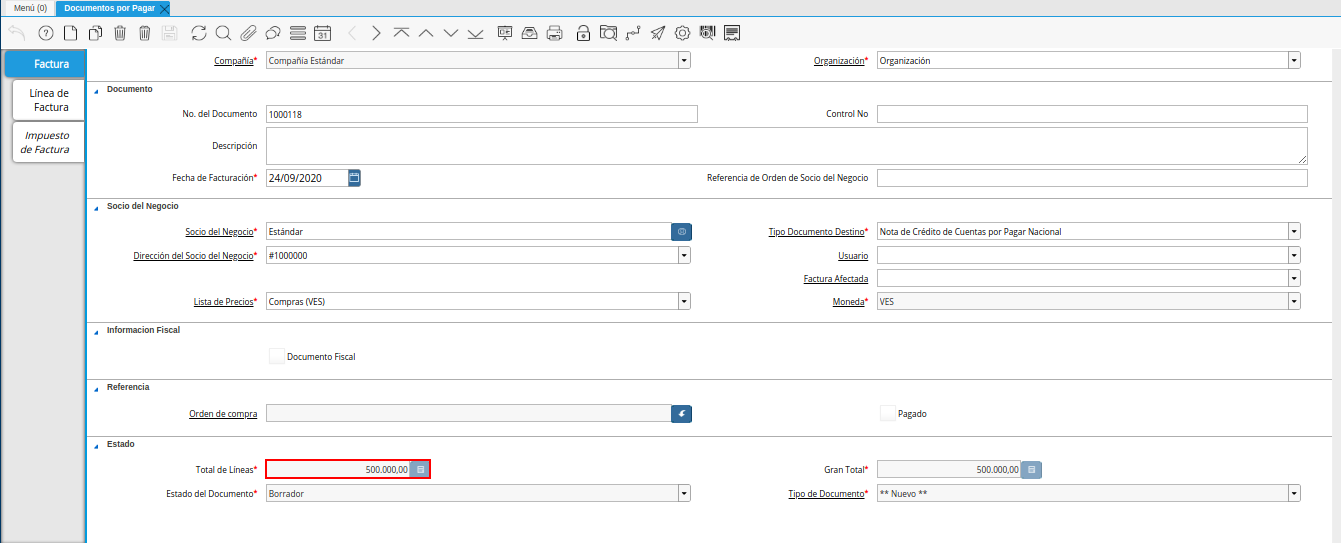 Menú (0) Documentos por Pagar
31
Factura
Línea de
Factura
Impuesto
de Factura
Compañía* Compañía Estándar Organización* Organización
Documento
No. del Documento 1000118 Control No
Descripción
Fecha de Facturación* 24/09/2020 Referencia de Orden de Socio del Negocio
Socio del Negocio
Socio del Negocio* Estándar Tipo Documento Destino* Nota de Crédito de Cuentas por Pagar Nacional
Dirección del Socio del Negocio* #1000000 Usuario
Factura Afectada
Lista de Precios* Compras (VES) Moneda* VES
Informacion Fiscal
Documento Fiscal
Referencia
Orden de compra Pagado
Estado
Total de Líneas* 500.000,00 Gran Total* 500.000,00
Estado del Documento* Borrador Tipo de Documento* ** Nuevo **